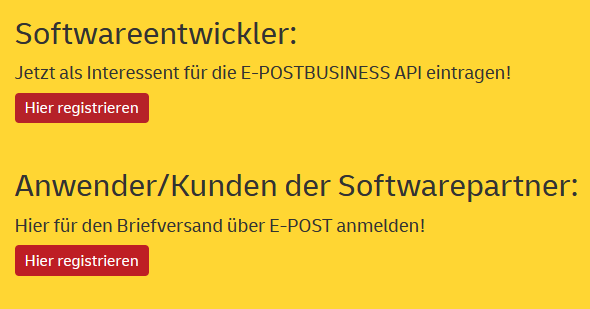 Softwareentwickler:
Jetzt als Interessent für die E-POSTBUSINESS API eintragen!
Hier registrieren
Anwender/Kunden der Softwarepartner:
Hier für den Briefversand über E-POST anmelden!
Hier registrieren